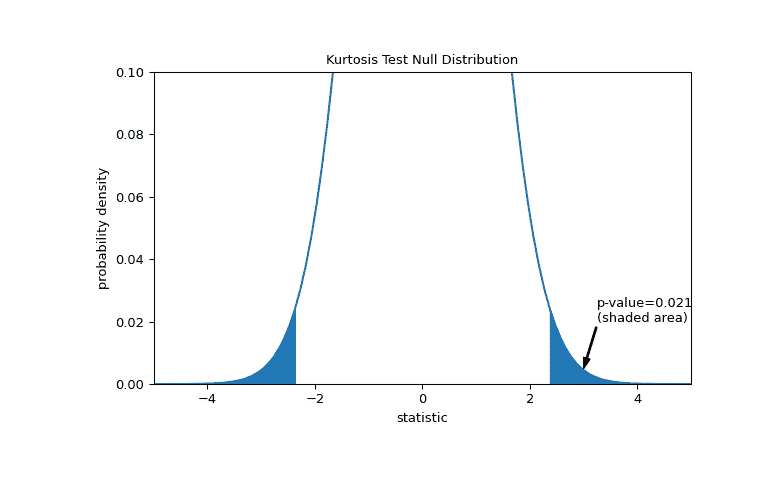 Kurtosis Test Null Distribution
0.10
0.08
0.06
0.04
0.02
0.00
probability density
p-value=0.021
(shaded area)
−4
−2
0
2
4
statistic